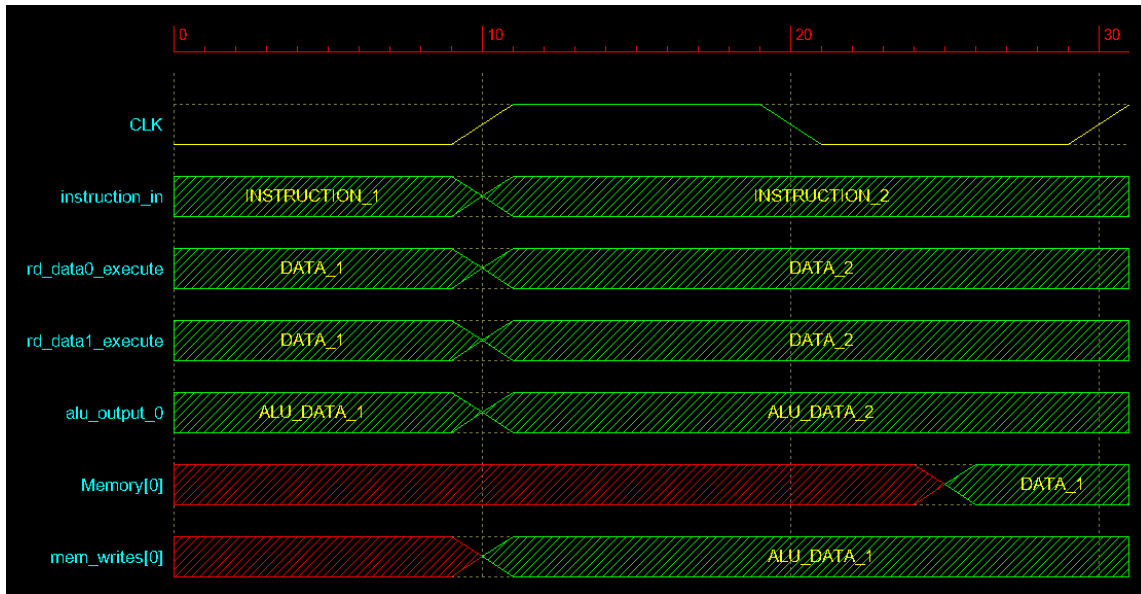 0 10 20 30
CLK
instruction_in INSTRUCTION_1 INSTRUCTION_2
rd_data0_execute DATA_1 DATA_2
rd_data1_execute DATA_1 DATA_2
alu_output_0 ALU_DATA_1 ALU_DATA_2
Memory[0] DATA_1
mem_writes[0] ALU_DATA_1